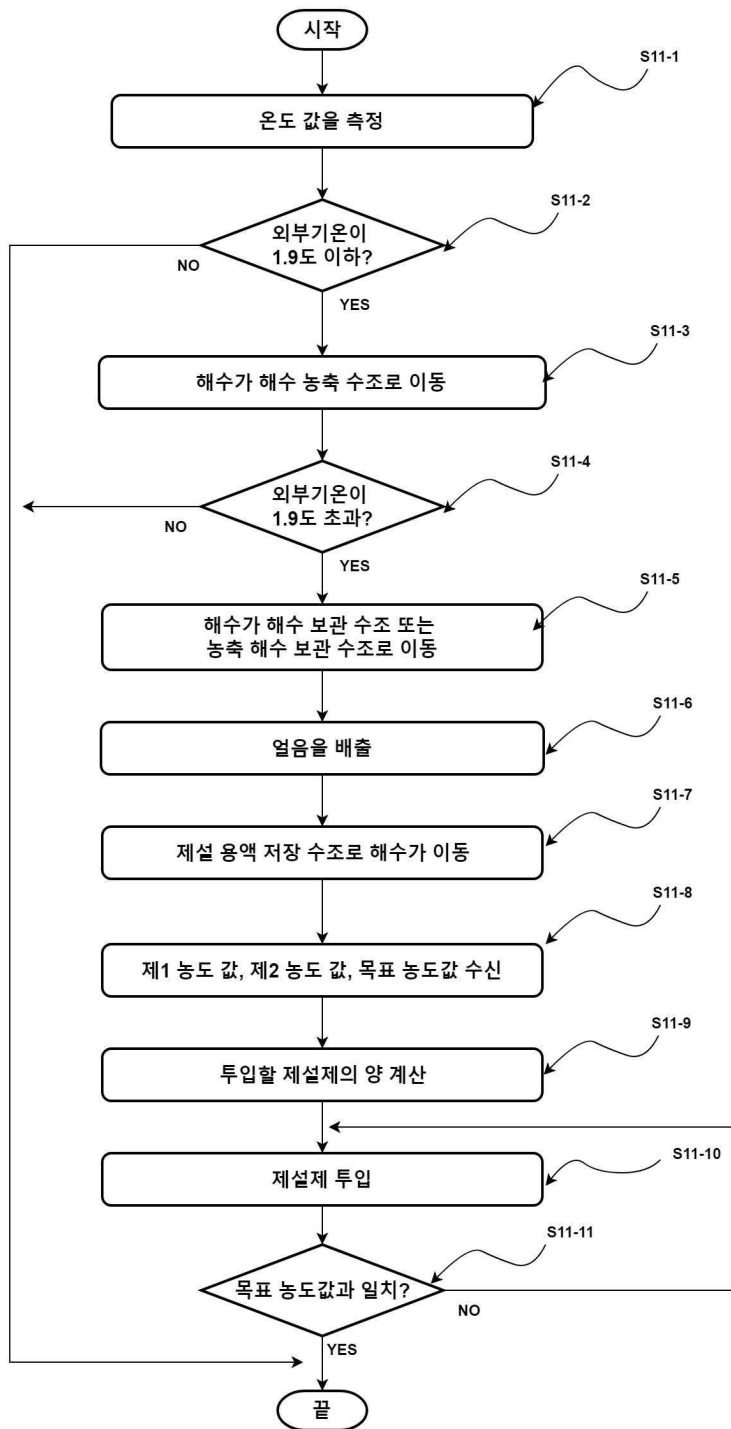 시작
S11-1
온도 값을 측정
S11-2
외부기온이
1.9도 이하?
NO
YES
S11-3
해수가 해수 농축 수조로 이동
S11-4
외부기온이
1.9도 초과?
NO
YES
S11-5
해수가 해수 보관 수조 또는
농축 해수 보관 수조로 이동
S11-6
얼음을 배출
S11-7
제설 용액 저장 수조로 해수가 이동
S11-8
제1 농도 값, 제2 농도 값, 목표 농도값 수신
S11-9
투입할 제설제의 양 계산
S11-10
제설제 투입
S11-11
목표 농도값과 일치?
NO
YES
끝